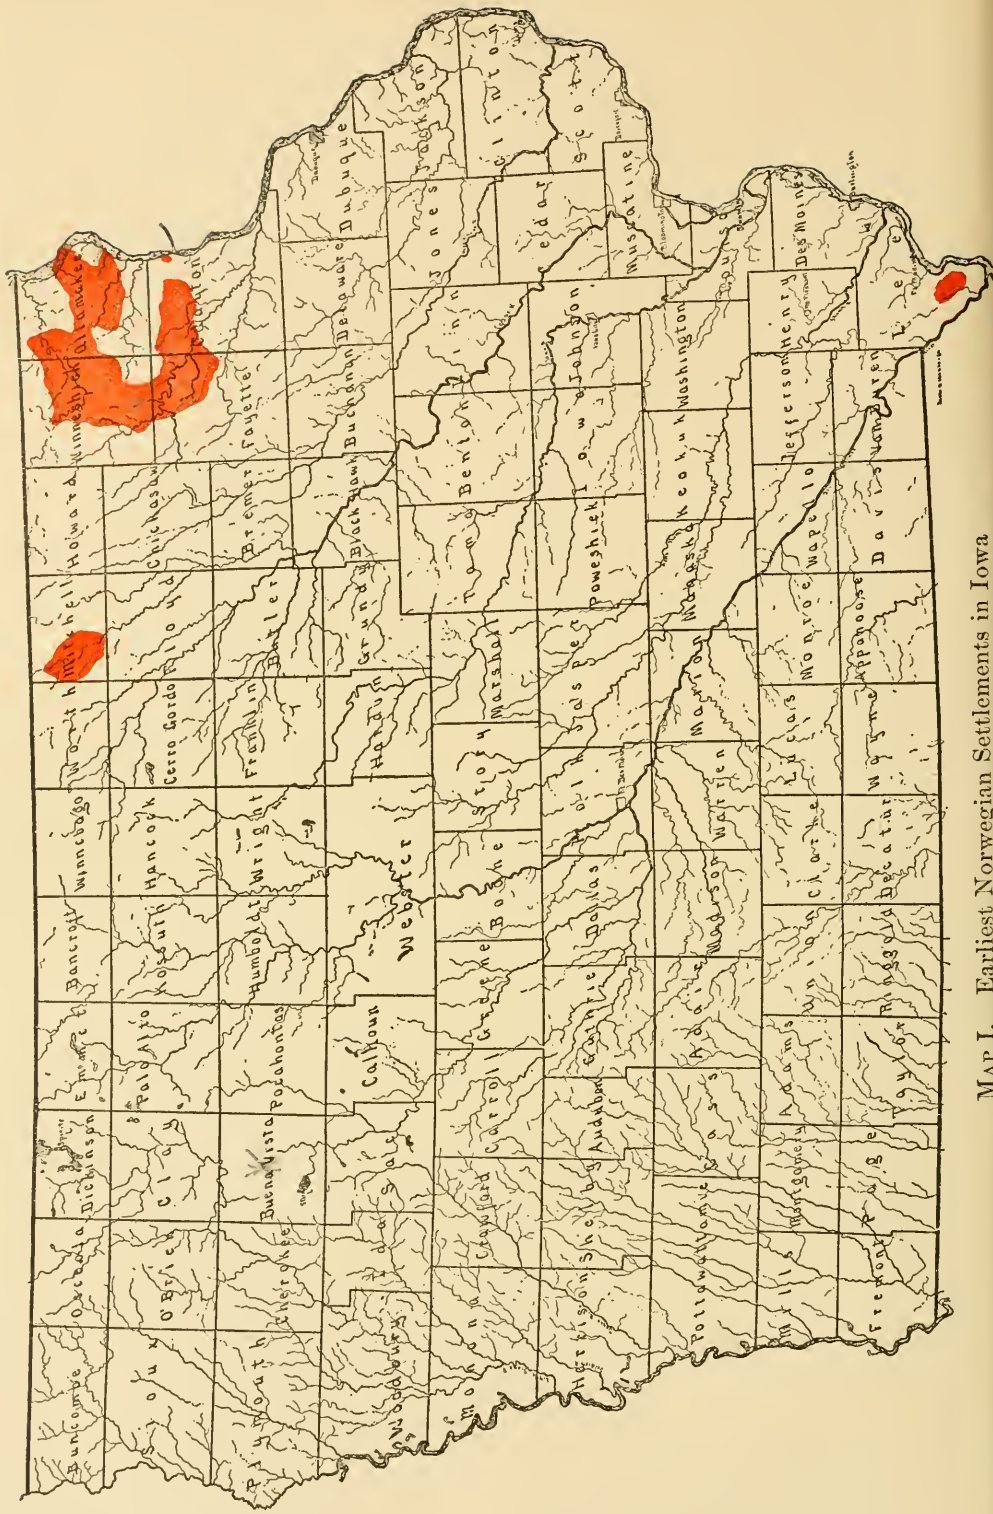 Buncombe
Osceola
Dickinson
Emmet
Bancroft
Winnebago
Worth
Mitchell
Howard
Winneshiek
Allamakee
Sioux
O'Brien
Clay
Palo Alto
Kossuth
Hancock
Cerro Gordo
Floyd
Chickasaw
Fayette
Clayton
Plymouth
Cherokee
Buena Vista
Pocahontas
Humboldt
Wright
Franklin
Butler
Bremer
Woodbury
Ida
Sac
Calhoun
Webster
Hardin
Grundy
Black Hawk
Buchanan
Delaware
Dubuque
Monona
Crawford
Carroll
Greene
Boone
Story
Marshall
Tama
Benton
Linn
Jones
Jackson
Clinton
Harrison
Shelby
Audubon
Guthrie
Dallas
Polk
Jasper
Poweshiek
Iowa
Johnson
Cedar
Scott
Muscatine
Pottawattamie
Cass
Adair
Madison
Warren
Marion
Mahaska
Keokuk
Washington
Louisa
Mills
Montgomery
Adams
Union
Clarke
Lucas
Monroe
Wapello
Jefferson
Henry
Des Moines
Burlington
Fremont
Page
Taylor
Ringgold
Decatur
Wayne
Appanoose
Davis
Van Buren
Lee
MAP I. Earliest Norwegian Settlements in Iowa